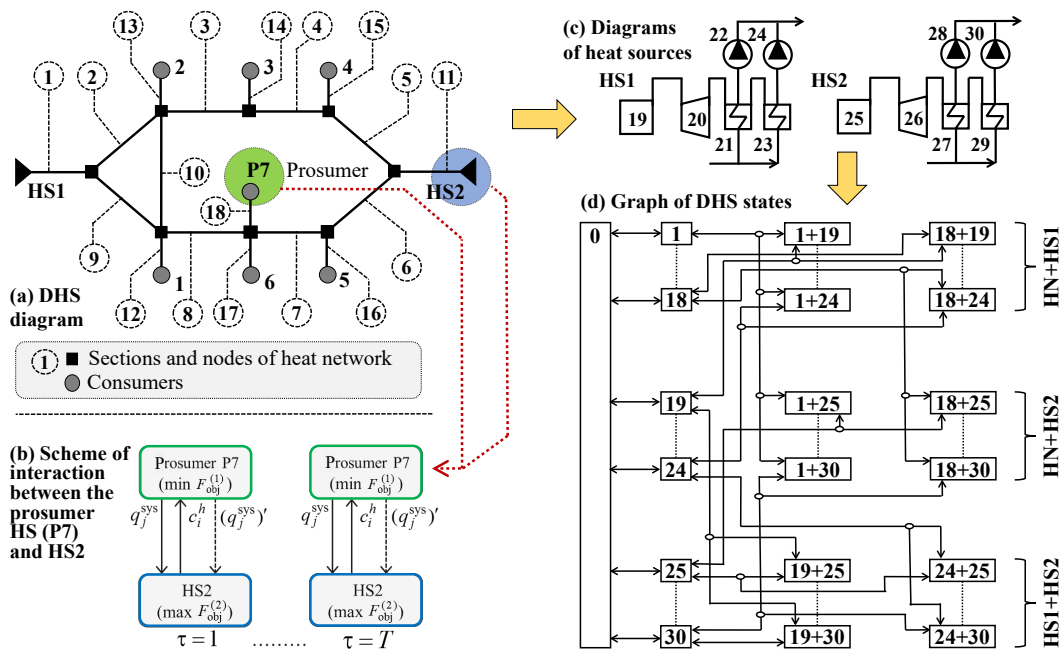 13
3
14
4
15
1
2
2
3
4
5
11
HS1
10
P7
Prosumer
HS2
18
9
1
6
5
6
12
8
17
7
16
(a) DHS
diagram
1
Sections and nodes of heat network
Consumers
(b) Scheme of
interaction
between the
prosumer
HS (P7)
and HS2
Prosumer P7
(min F_obj^(1))
q_j^sys
c_i^h
(q_j^sys)′
HS2
(max F_obj^(2))
τ = 1
.........
Prosumer P7
(min F_obj^(1))
q_j^sys
c_i^h
(q_j^sys)′
HS2
(max F_obj^(2))
τ = T
(c) Diagrams
of heat sources
22
24
HS1
19
20
21
23
28
30
HS2
25
26
27
29
(d) Graph of DHS states
0
1
1+19
18+19
18
1+24
18+24
HN+HS1
19
1+25
18+25
24
1+30
18+30
HN+HS2
25
19+25
24+25
30
19+30
24+30
HS1+HS2